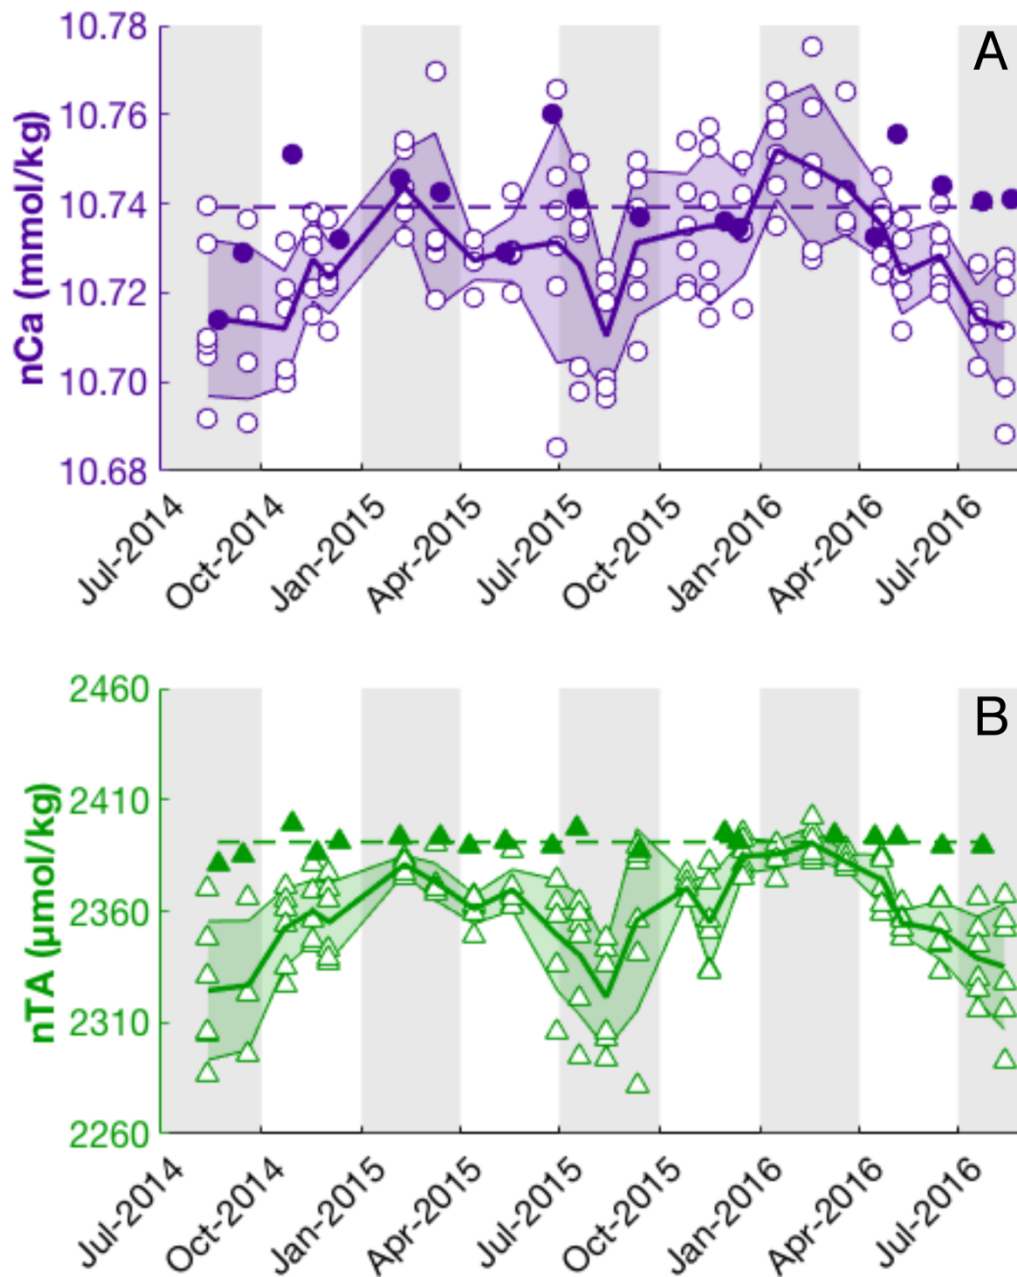 A
nCa (mmol/kg)
10.78
10.76
10.74
10.72
10.70
10.68
Jul-2014
Oct-2014
Jan-2015
Apr-2015
Jul-2015
Oct-2015
Jan-2016
Apr-2016
Jul-2016
B
nTA (µmol/kg)
2460
2410
2360
2310
2260
Jul-2014
Oct-2014
Jan-2015
Apr-2015
Jul-2015
Oct-2015
Jan-2016
Apr-2016
Jul-2016